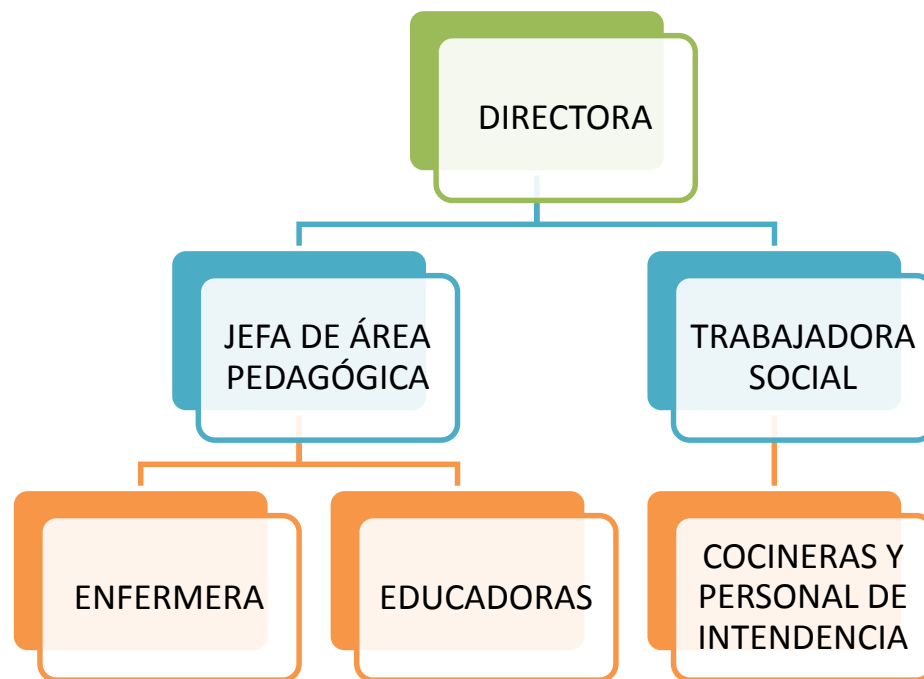 DIRECTORA
JEFA DE ÁREA
PEDAGÓGICA
TRABAJADORA
SOCIAL
ENFERMERA
EDUCADORAS
COCINERAS Y
PERSONAL DE
INTENDENCIA